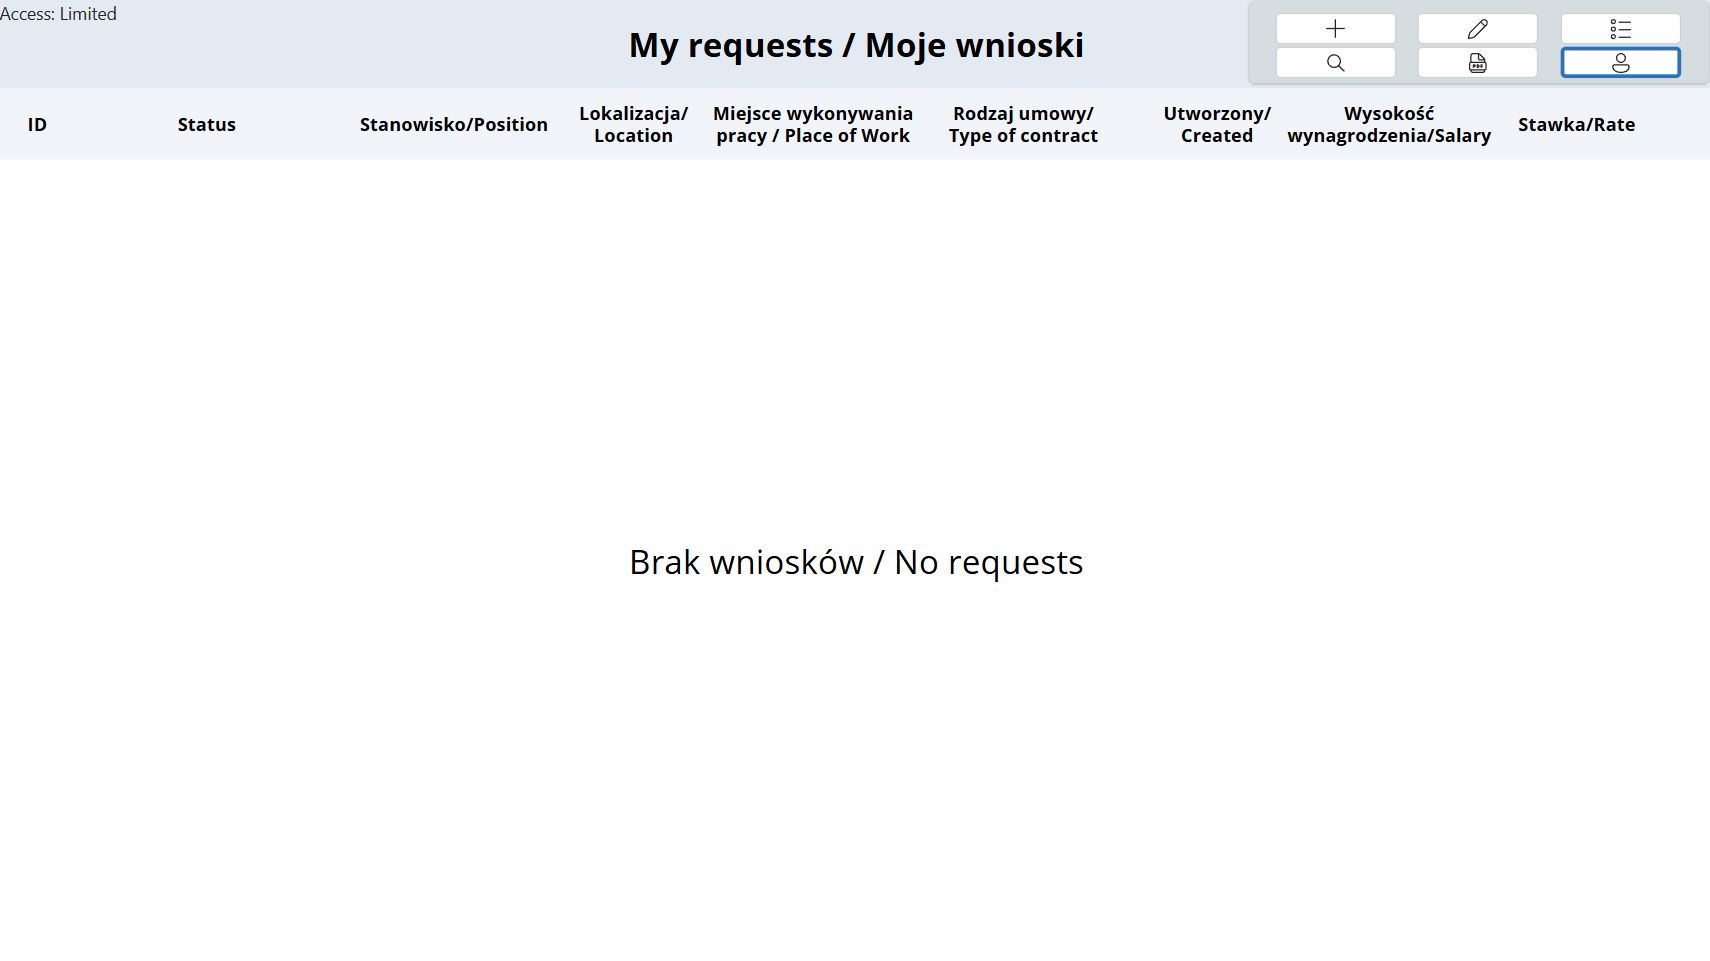 Access: Limited
My requests / Moje wnioski
ID
Status
Stanowisko/Position
Lokalizacja/
Location
Miejsce wykonywania
pracy / Place of Work
Rodzaj umowy/
Type of contract
Utworzony/
Created
Wysokość
wynagrodzenia/Salary
Stawka/Rate
PDF
Brak wniosków / No requests